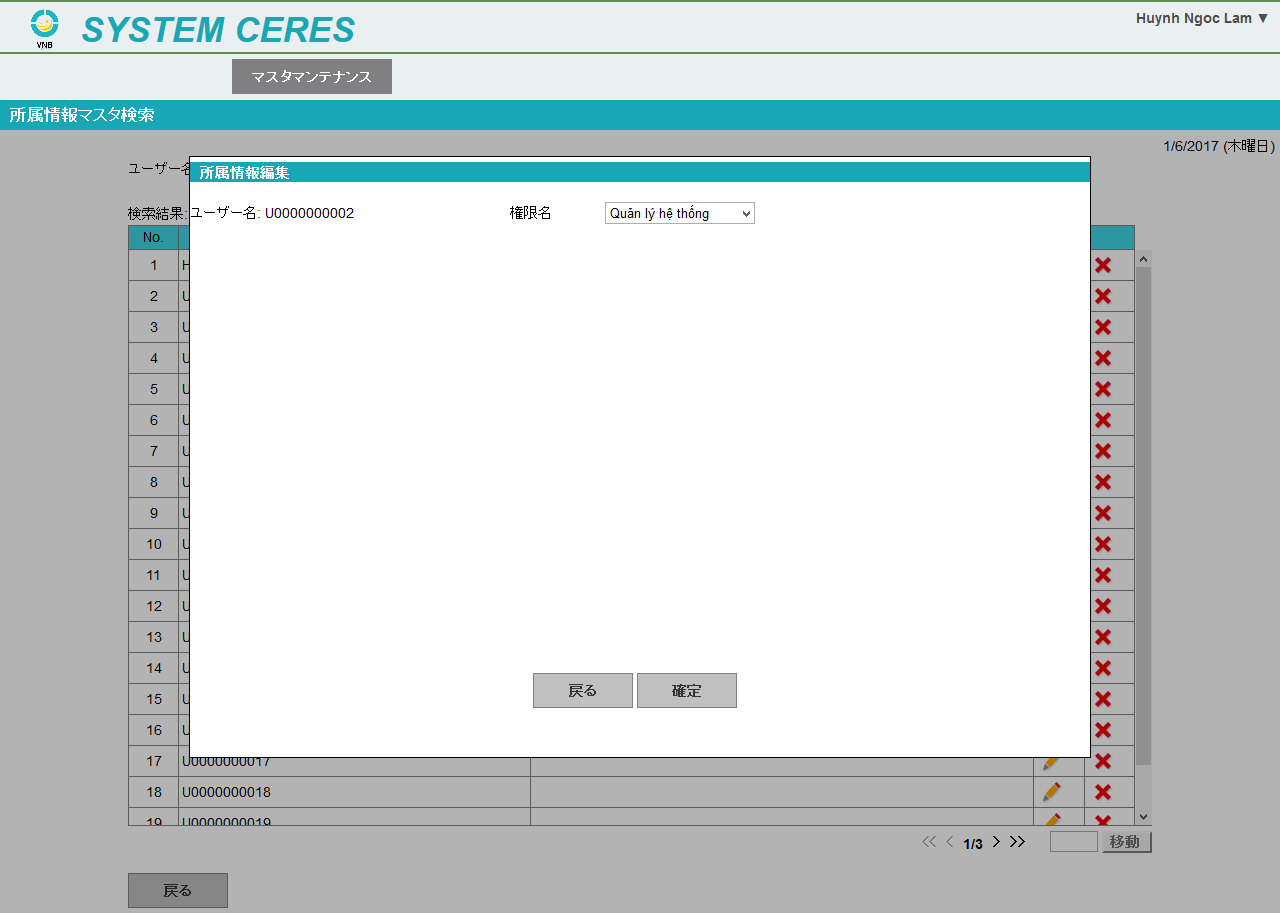 VNB
SYSTEM CERES
Huynh Ngoc Lam ▼
マスタマンテナンス
所属情報マスタ検索
1/6/2017 (木曜日)
ユーザー名
所属情報編集
検索結果:
ユーザー名: U0000000002 権限名 Quản lý hệ thống
No.
1 H
2 U
3 U
4 U
5 U
6 U
7 U
8 U
9 U
10 U
11 U
12 U
13 U
14 U
15 U
16 U
戻る 確定
17 U0000000017
18 U0000000018
19 U0000000019
1/3 移動
戻る